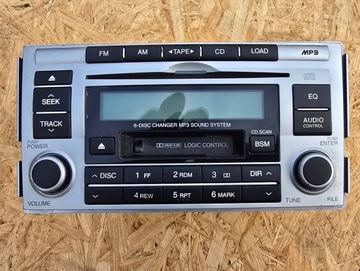 FM AM ◄TAPE► CD LOAD MP3
SEEK
TRACK
EQ
AUDIO
CONTROL
6-DISC CHANGER MP3 SOUND SYSTEM
CD SCAN
LOGIC CONTROL
BSM
PUSH
POWER
PUSH
ENTER
DISC 1 FF 2 RDM 3 DIR
4 REW 5 RPT 6 MARK
VOLUME
TUNE FILE